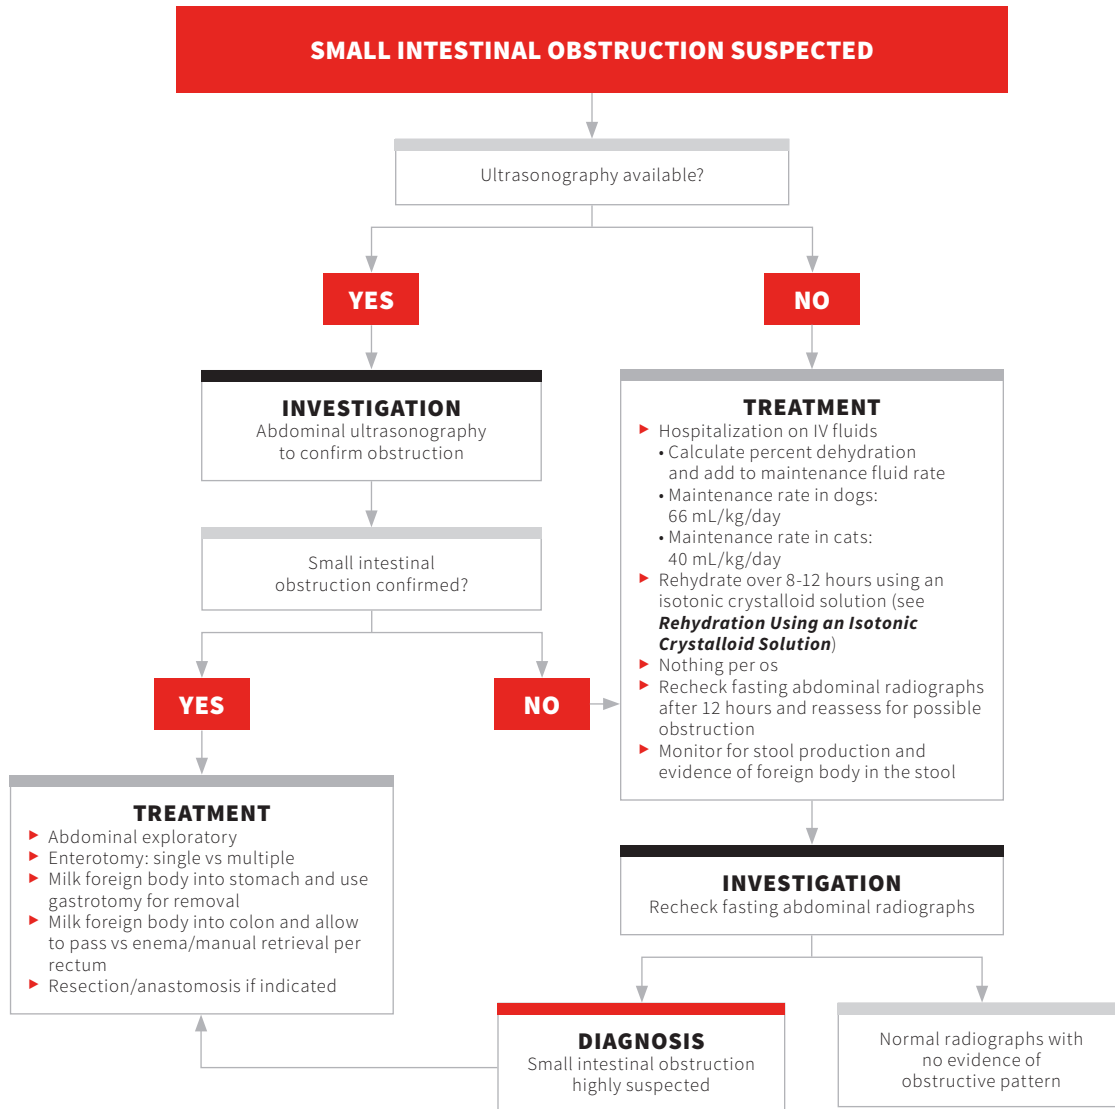 SMALL INTESTINAL OBSTRUCTION SUSPECTED
Ultrasonography available?
YES
NO
INVESTIGATION
Abdominal ultrasonography
to confirm obstruction
Small intestinal
obstruction confirmed?
YES
NO
TREATMENT
► Hospitalization on IV fluids
• Calculate percent dehydration
and add to maintenance fluid rate
• Maintenance rate in dogs:
66 mL/kg/day
• Maintenance rate in cats:
40 mL/kg/day
► Rehydrate over 8-12 hours using an
isotonic crystalloid solution (see
Rehydration Using an Isotonic
Crystalloid Solution)
► Nothing per os
► Recheck fasting abdominal radiographs
after 12 hours and reassess for possible
obstruction
► Monitor for stool production and
evidence of foreign body in the stool
TREATMENT
► Abdominal exploratory
► Enterotomy: single vs multiple
► Milk foreign body into stomach and use
gastrotomy for removal
► Milk foreign body into colon and allow
to pass vs enema/manual retrieval per
rectum
► Resection/anastomosis if indicated
INVESTIGATION
Recheck fasting abdominal radiographs
DIAGNOSIS
Small intestinal obstruction
highly suspected
Normal radiographs with
no evidence of
obstructive pattern